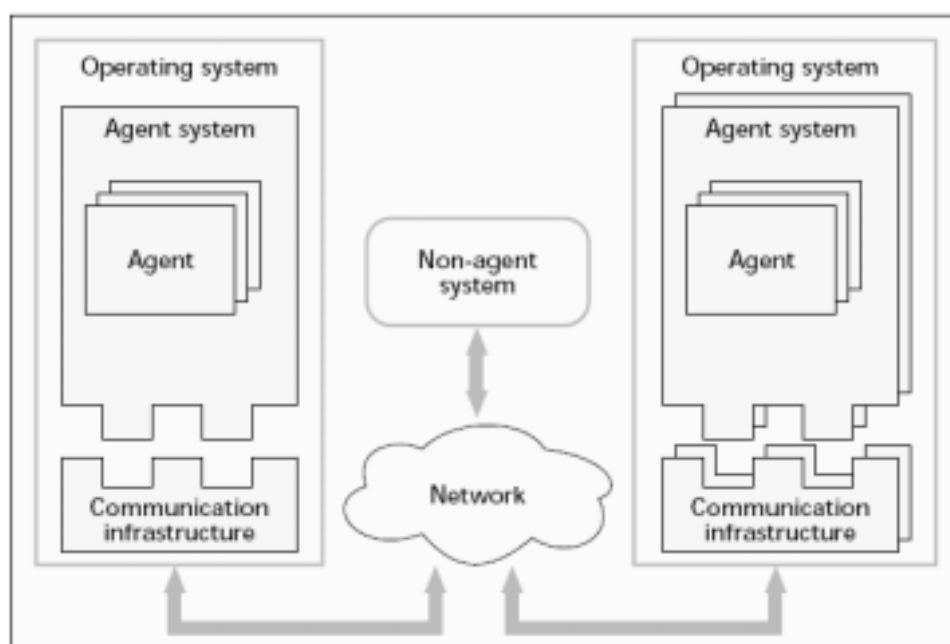 Operating system
Agent system
Agent
Communication
infrastructure
Non-agent
system
Network
Operating system
Agent system
Agent
Communication
infrastructure